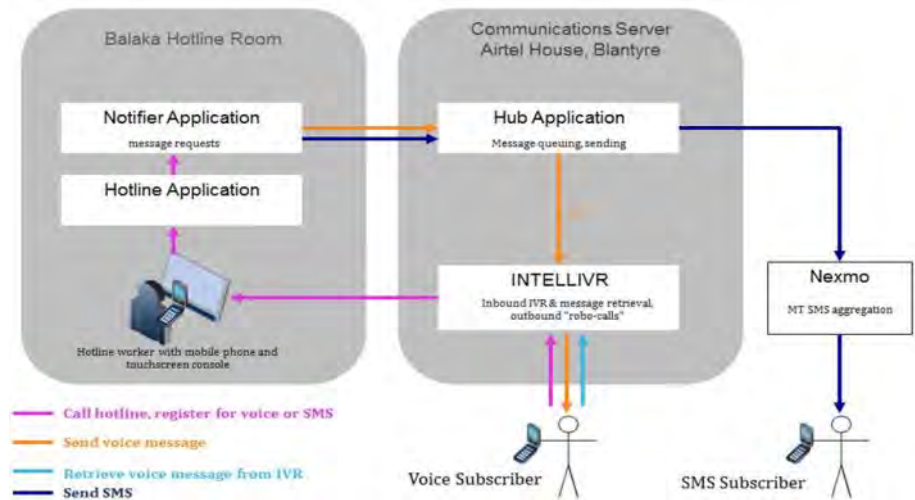 Balaka Hotline Room
Communications Server
Airtel House, Blantyre
Notifier Application
message requests
Hub Application
Message queuing, sending
Hotline Application
INTELLIVR
Inbound IVR & message retrieval,
outbound "robo-calls"
Nexmo
MT SMS aggregation
Hotline worker with mobile phone and
touchscreen console
Call hotline, register for voice or SMS
Send voice message
Retrieve voice message from IVR
Send SMS
Voice Subscriber
SMS Subscriber